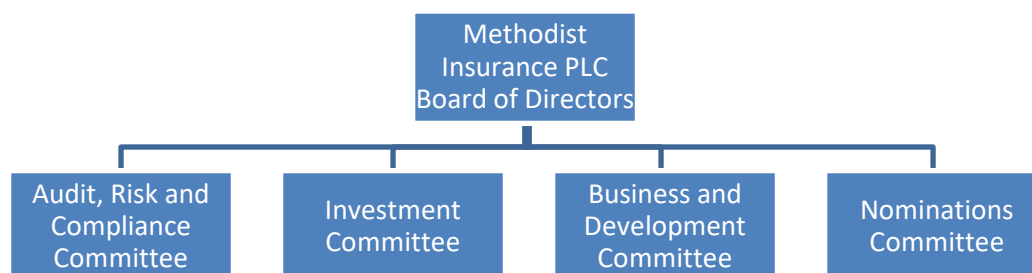 Methodist
Insurance PLC
Board of Directors
Audit, Risk and
Compliance
Committee
Investment
Committee
Business and
Development
Committee
Nominations
Committee